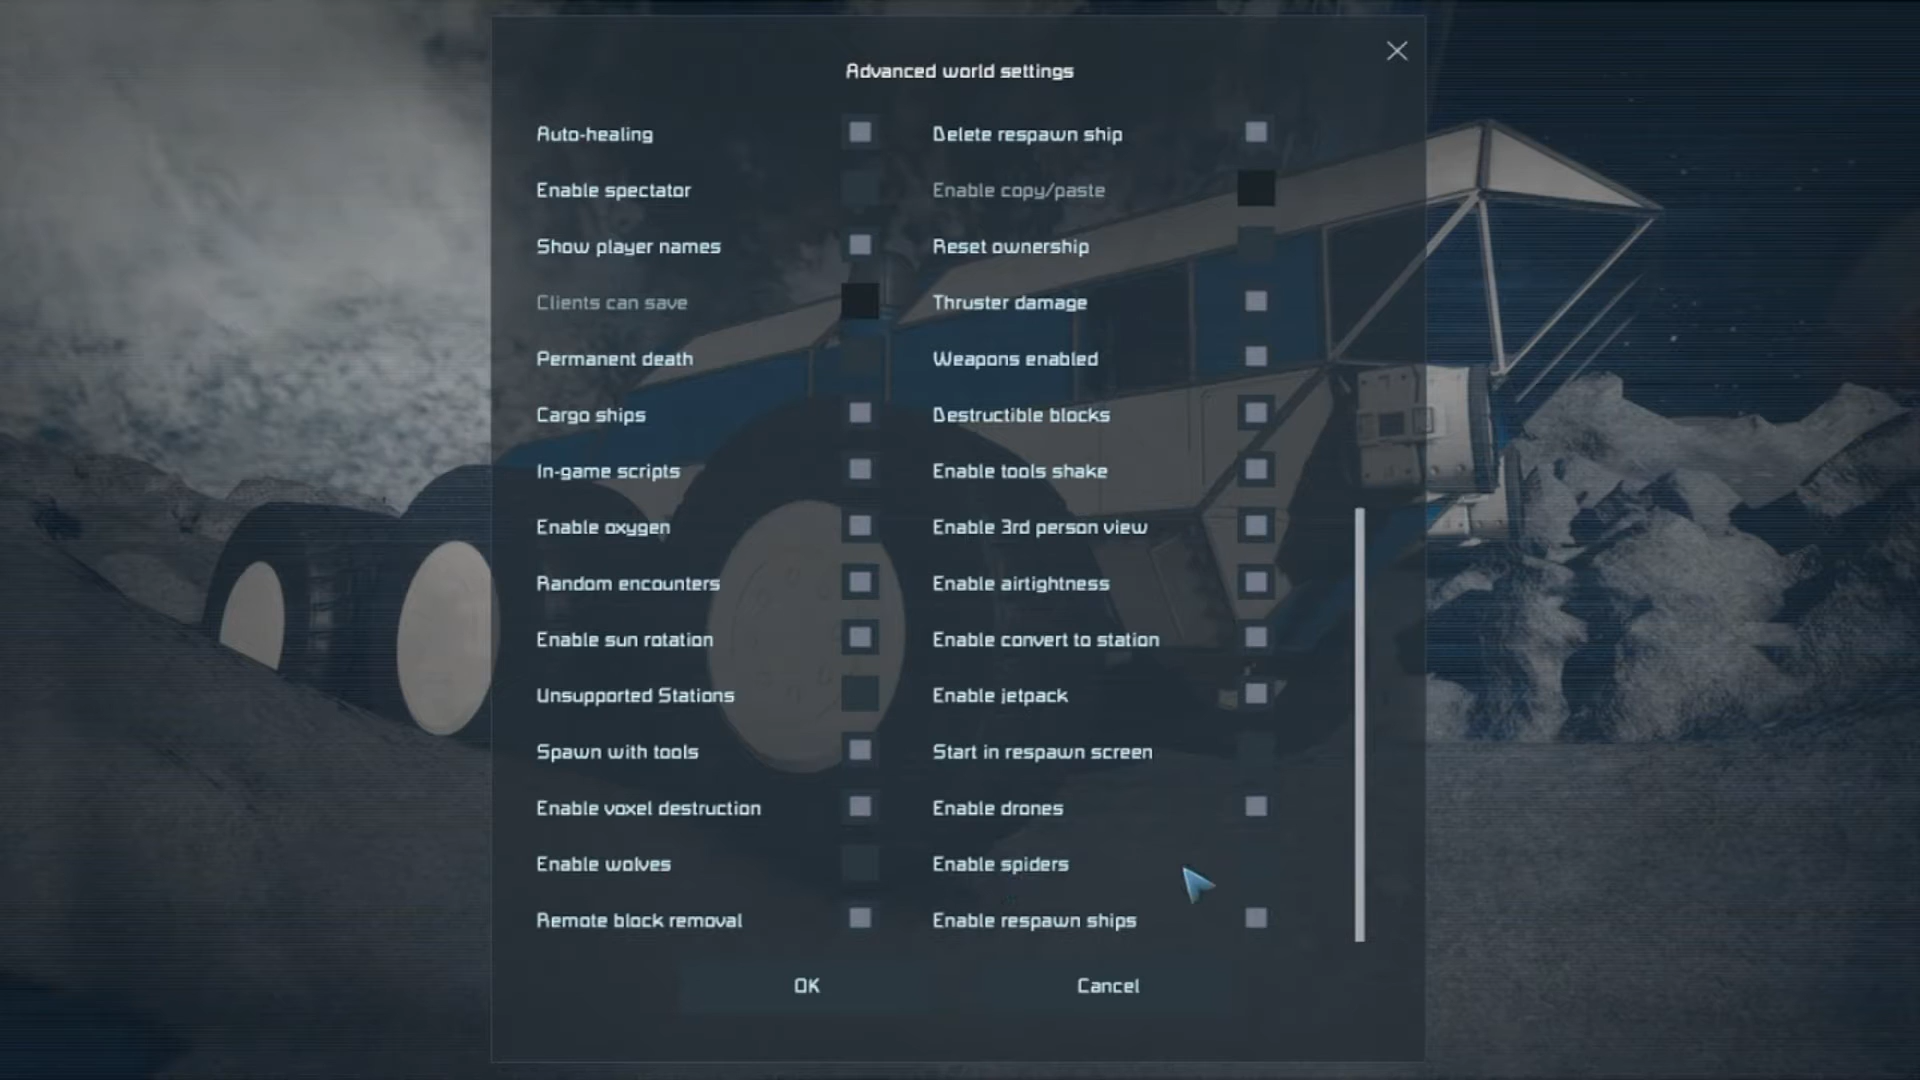 Advanced world settings
Auto-healing
Delete respawn ship
Enable spectator
Enable copy/paste
Show player names
Reset ownership
Clients can save
Thruster damage
Permanent death
Weapons enabled
Cargo ships
Destructible blocks
In-game scripts
Enable tools shake
Enable oxygen
Enable 3rd person view
Random encounters
Enable airtightness
Enable sun rotation
Enable convert to station
Unsupported Stations
Enable jetpack
Spawn with tools
Start in respawn screen
Enable voxel destruction
Enable drones
Enable wolves
Enable spiders
Remote block removal
Enable respawn ships
OK
Cancel